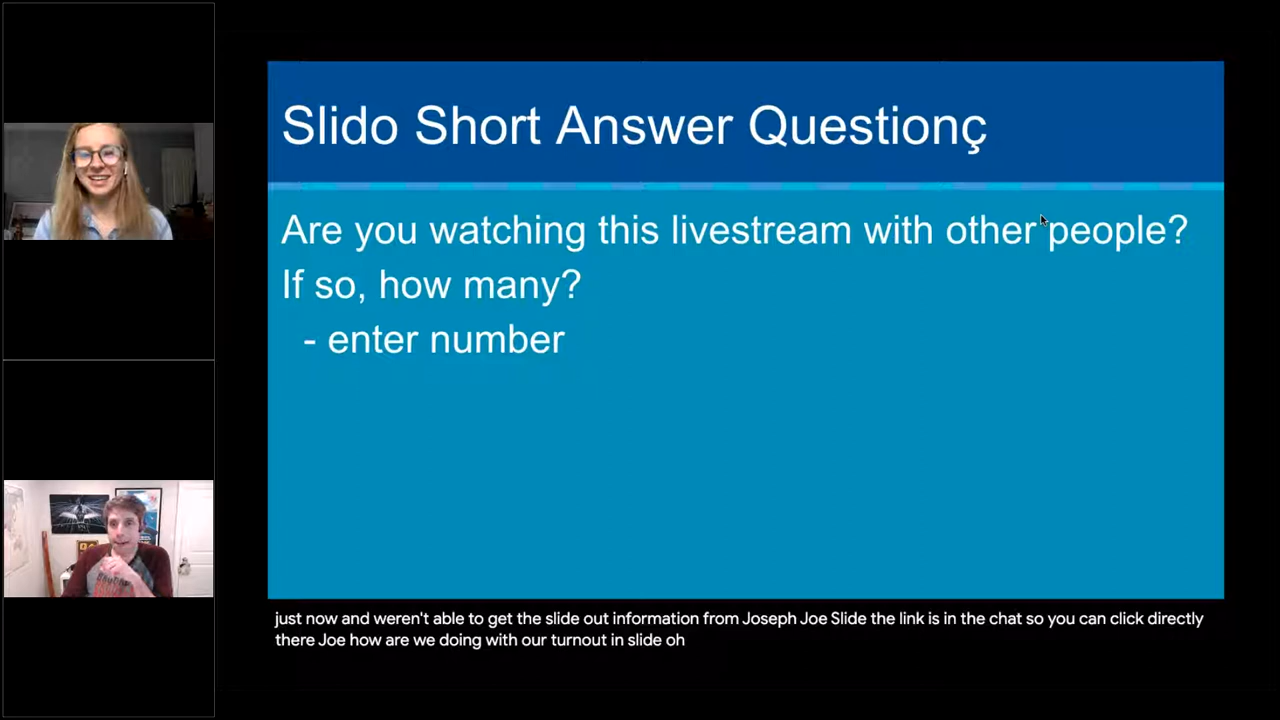 Slido Short Answer Questionç
Are you watching this livestream with other people?
If so, how many?
- enter number
just now and weren't able to get the slide out information from Joseph Joe Slide the link is in the chat so you can click directly
there Joe how are we doing with our turnout in slide oh